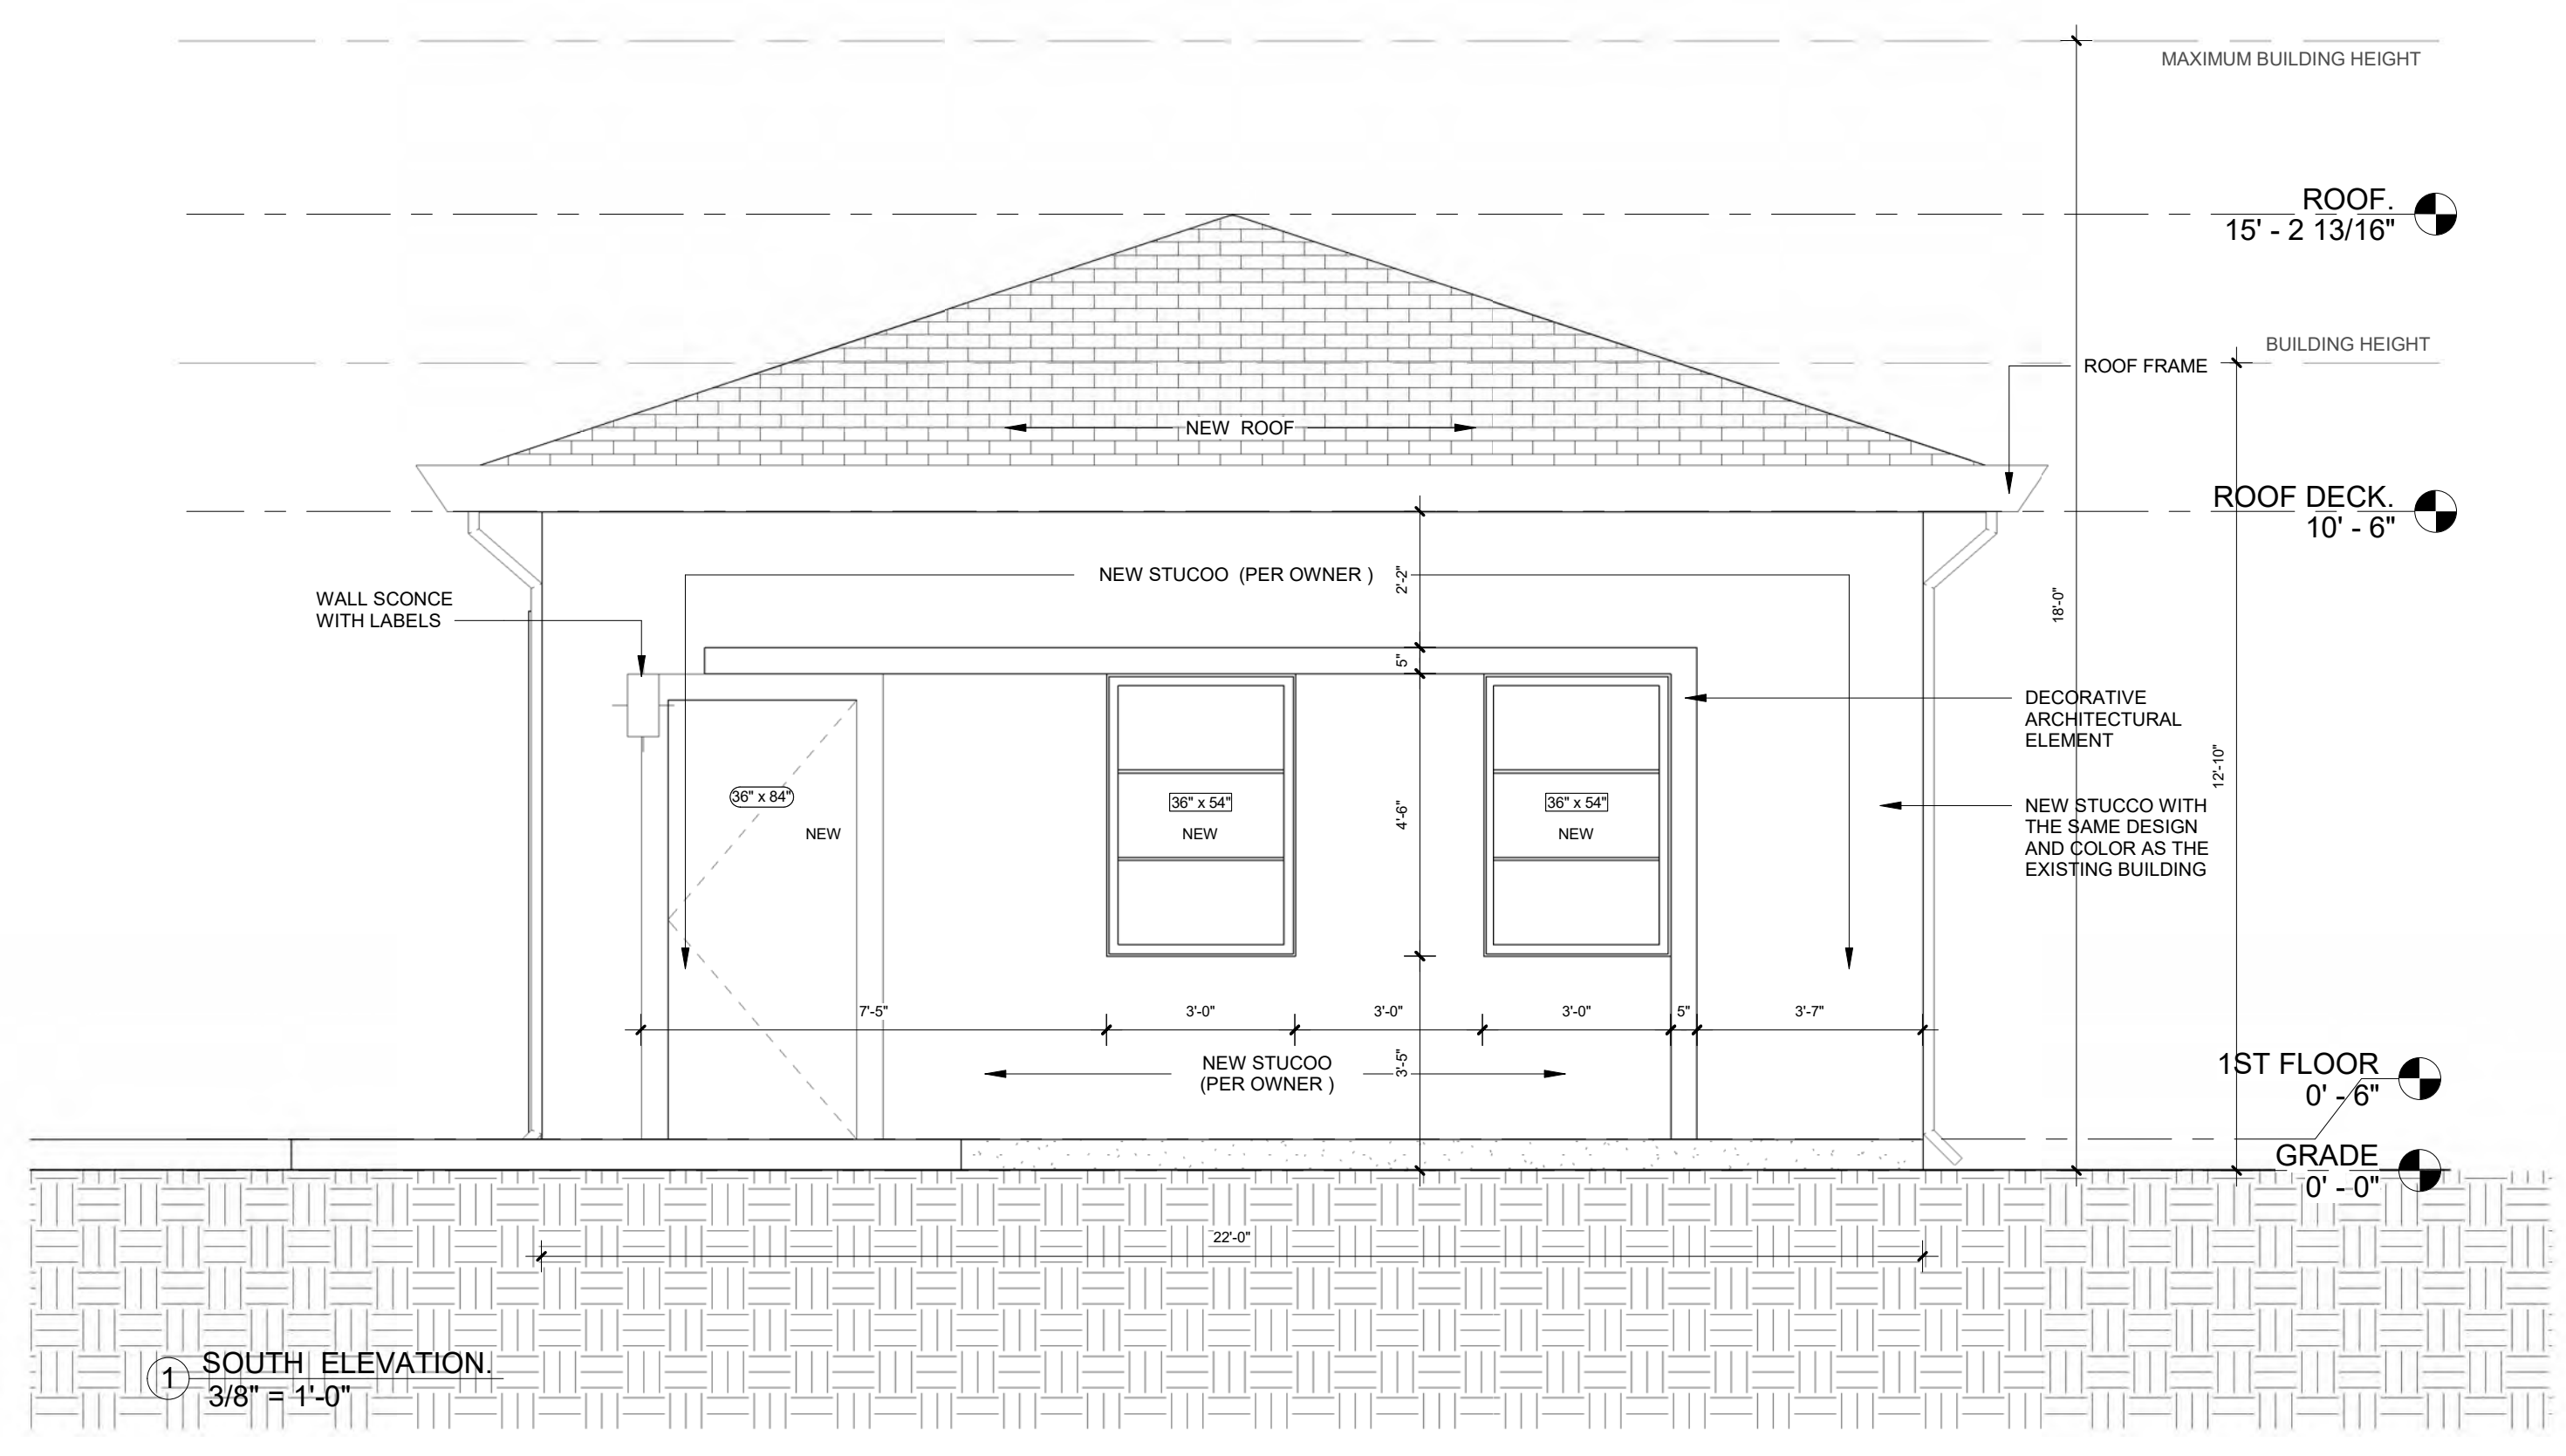 MAXIMUM BUILDING HEIGHT
ROOF.
15' - 2 13/16"
BUILDING HEIGHT
ROOF FRAME
NEW  ROOF
ROOF DECK.
10' - 6"
NEW STUCOO  (PER OWNER )
2'-2"
WALL SCONCE
WITH LABELS
18'-0"
5"
DECORATIVE
ARCHITECTURAL
ELEMENT
12'-10"
36" x 84"
NEW
36" x 54"
NEW
4'-6"
36" x 54"
NEW
NEW STUCCO WITH
THE SAME DESIGN
AND COLOR AS THE
EXISTING BUILDING
7'-5"
3'-0"
3'-0"
3'-0"
5"
3'-7"
NEW STUCOO
(PER OWNER )
3'-5"
1ST FLOOR
0' - 6"
GRADE
0' - 0"
22'-0"
1
SOUTH  ELEVATION.
3/8" = 1'-0"